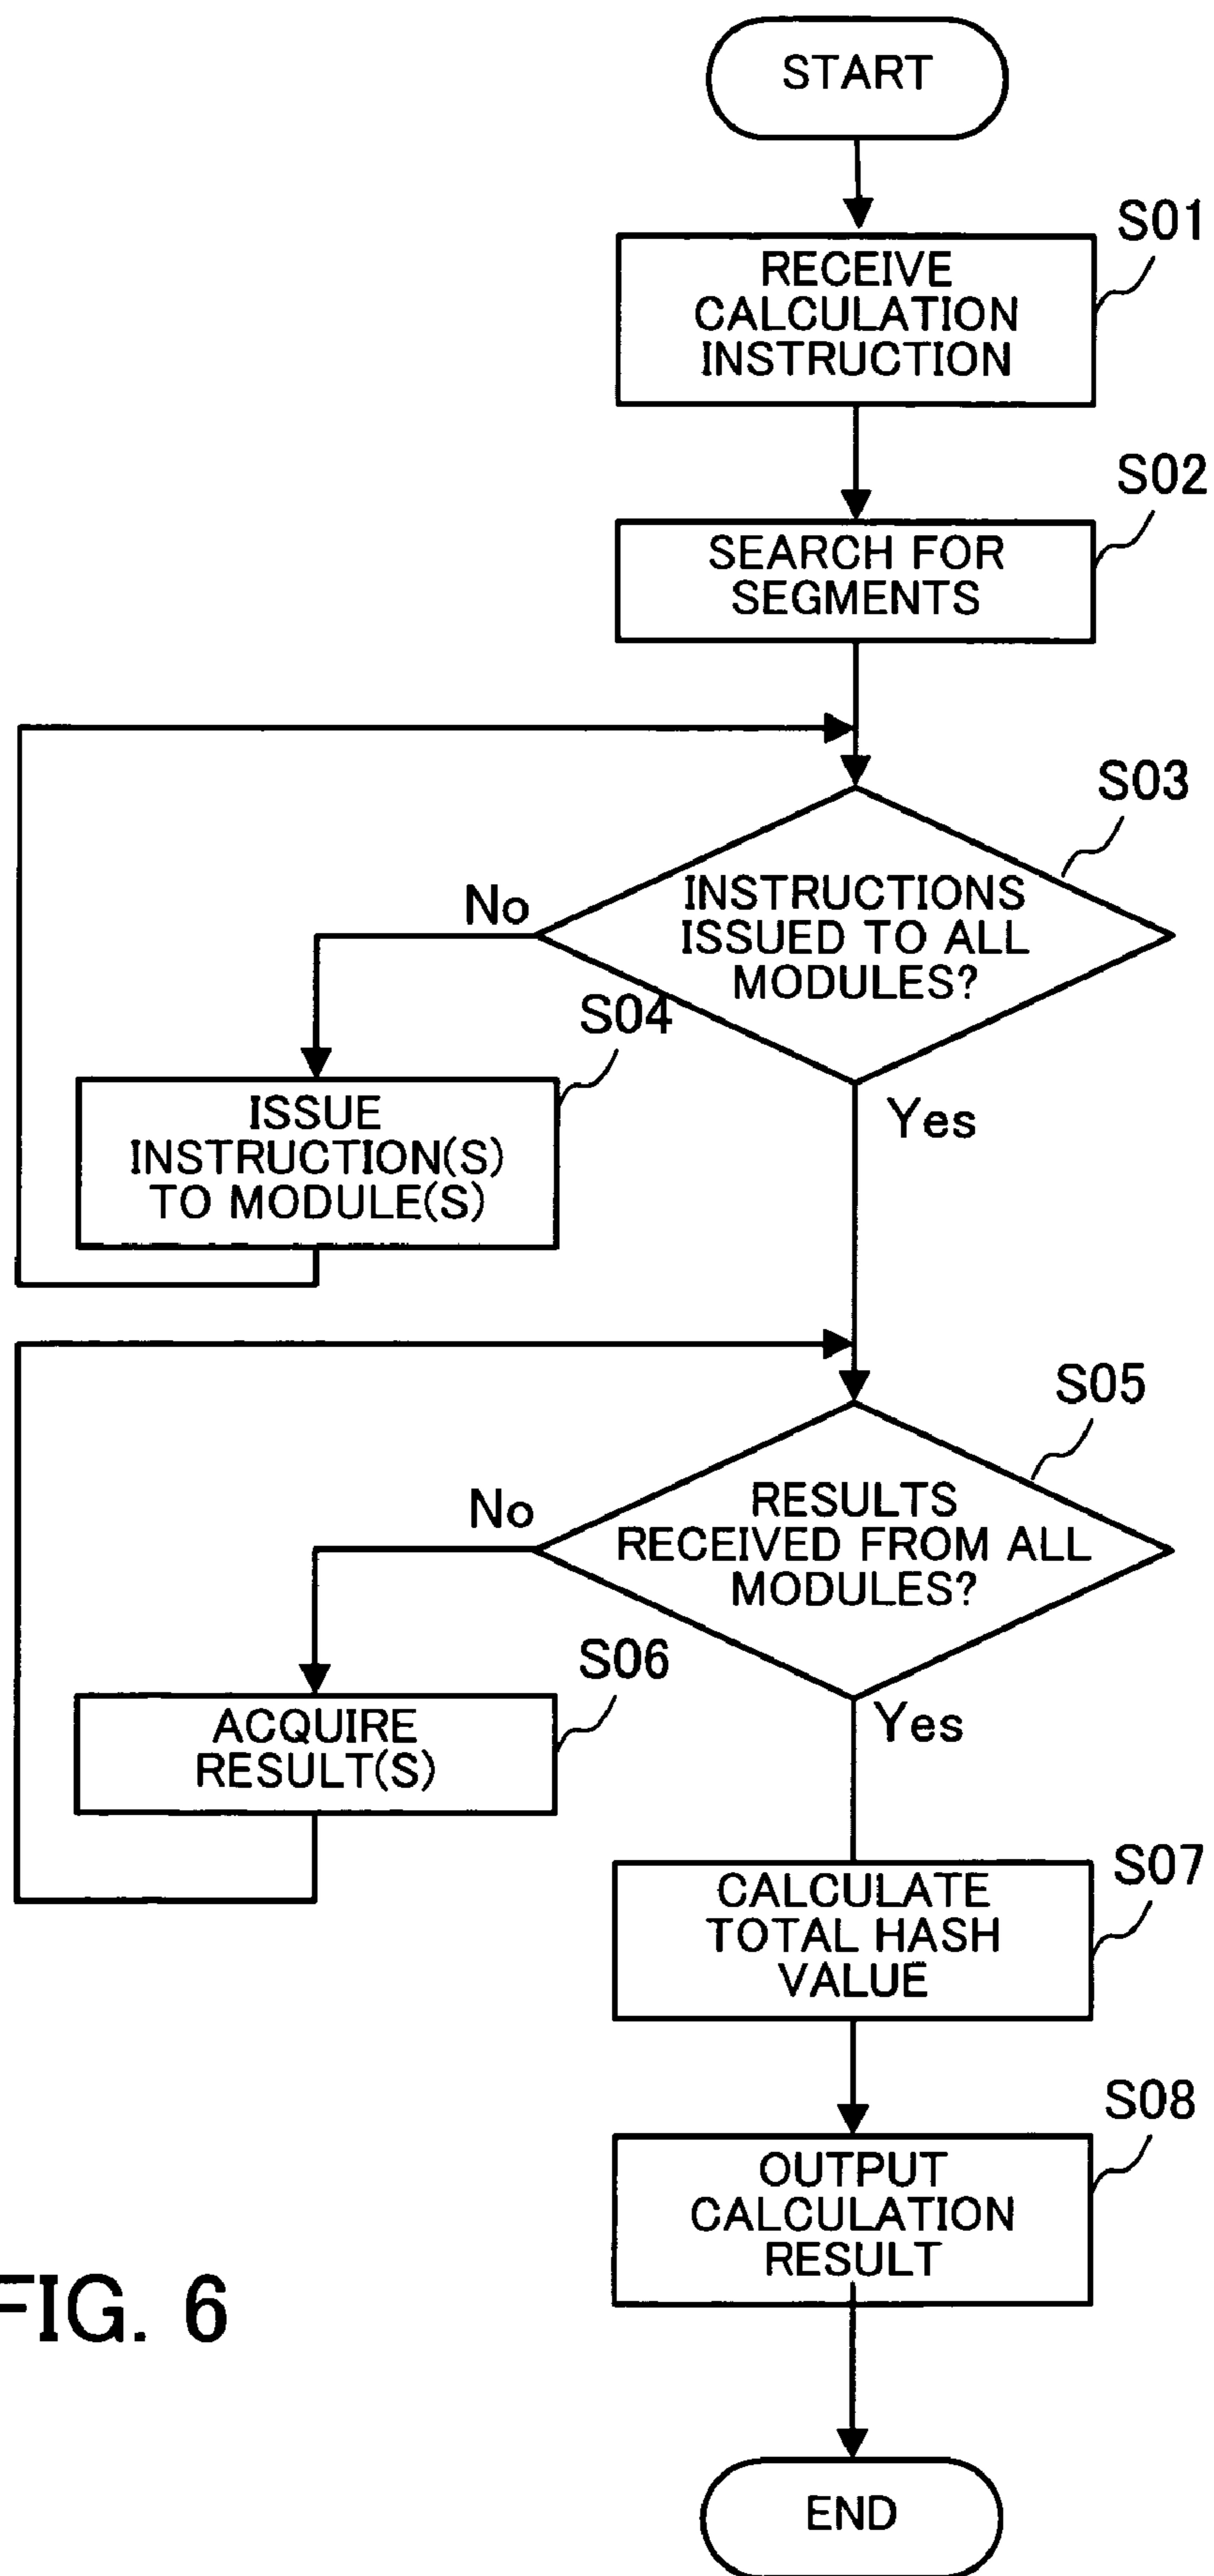 START
S01
RECEIVE
CALCULATION
INSTRUCTION
S02
SEARCH FOR
SEGMENTS
S03
INSTRUCTIONS
ISSUED TO ALL
MODULES?
No
Yes
S04
ISSUE
INSTRUCTION(S)
TO MODULE(S)
S05
RESULTS
RECEIVED FROM ALL
MODULES?
No
Yes
S06
ACQUIRE
RESULT(S)
S07
CALCULATE
TOTAL HASH
VALUE
S08
OUTPUT
CALCULATION
RESULT
FIG. 6
END